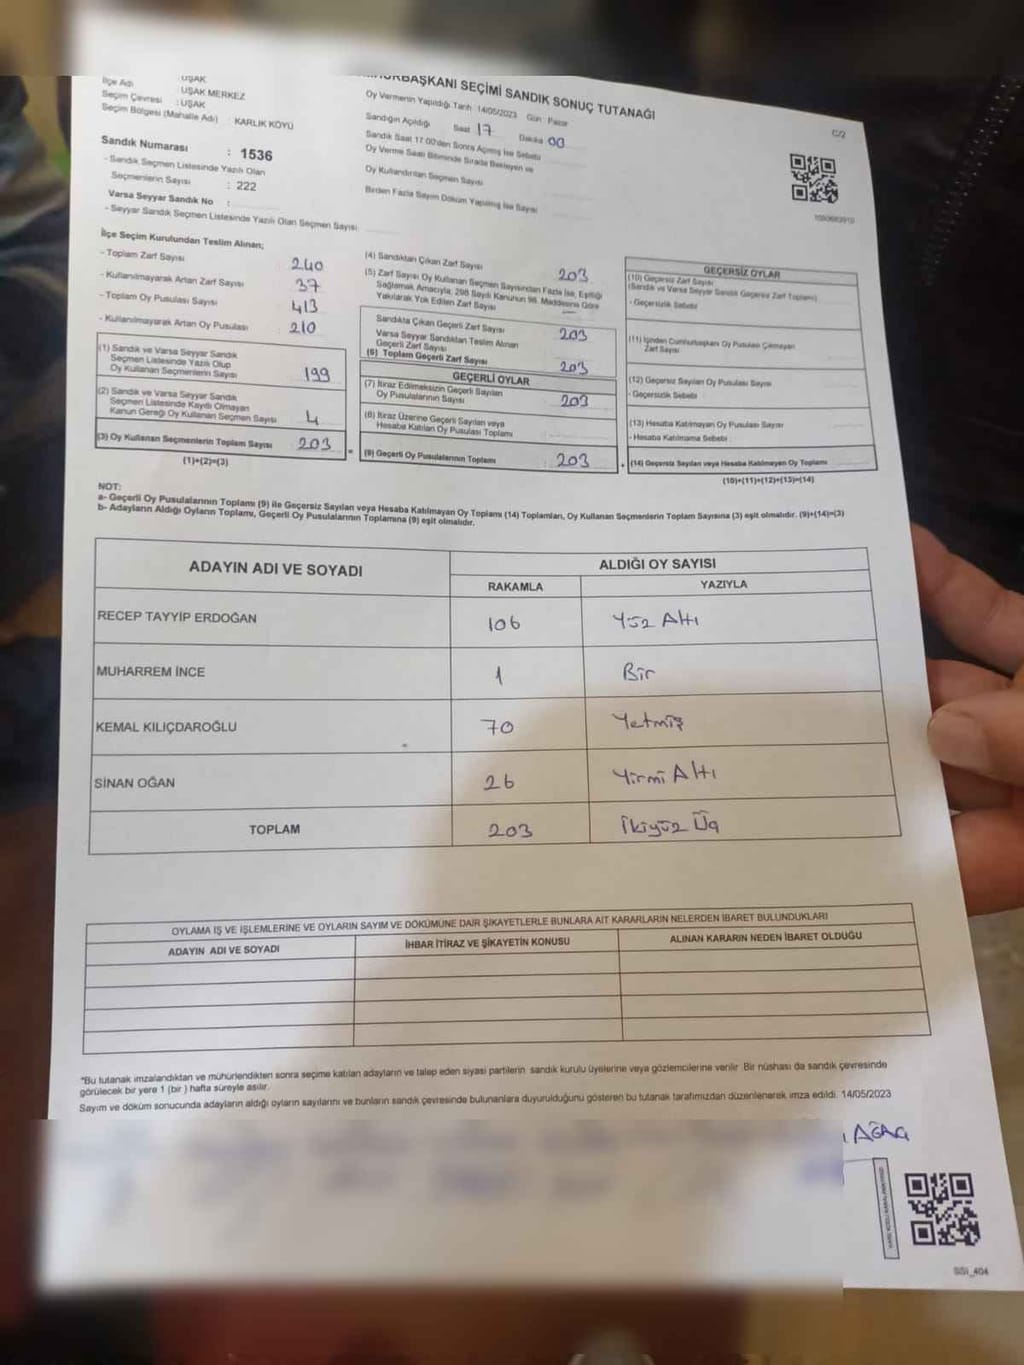 URBAŞKANI SEÇİMİ SANDIK SONUÇ TUTANAĞI
C/2
: UŞAK
İlçe Adı : UŞAK MERKEZ
Seçim Çevresi : UŞAK
Seçim Bölgesi (Mahalle Adı) : KARLIK KÖYÜ
Sandık Numarası : 1536
- Sandık Seçmen Listesinde Yazılı Olan
Seçmenlerin Sayısı : 222
Varsa Seyyar Sandık No :
- Seyyar Sandık Seçmen Listesinde Yazılı Olan Seçmen Sayısı
Oy Vermenin Yapıldığı Tarih : 14/05/2023 Gün : Pazar
Sandığın Açıldığı Saat 17 Dakika 00
Sandık Saat 17:00'den Sonra Açılmış İse Sebebi
Oy Verme Saati Bitiminde Sırada Bekleyen ve
Oy Kullandırılan Seçmen Sayısı
Birden Fazla Sayım Döküm Yapılmış İse Sayısı
İlçe Seçim Kurulundan Teslim Alınan;
- Toplam Zarf Sayısı 240
- Kullanılmayarak Artan Zarf Sayısı 37
- Toplam Oy Pusulası Sayısı 413
- Kullanılmayarak Artan Oy Pusulası 210
(1) Sandık ve Varsa Seyyar Sandık
Seçmen Listesinde Yazılı Olup
Oy Kullanan Seçmenlerin Sayısı 199
(2) Sandık ve Varsa Seyyar Sandık
Seçmen Listesinde Kayıtlı Olmayan
Kanun Gereği Oy Kullanan Seçmen Sayısı 4
(3) Oy Kullanan Seçmenlerin Toplam Sayısı 203
(1)+(2)=(3)
=
(4) Sandıktan Çıkan Zarf Sayısı 203
(5) Zarf Sayısı Oy Kullanan Seçmen Sayısından Fazla İse, Eşitliği
Sağlamak Amacıyla; 298 Sayılı Kanunun 98. Maddesine Göre
Yakılarak Yok Edilen Zarf Sayısı —
Sandıkta Çıkan Geçerli Zarf Sayısı 203
Varsa Seyyar Sandıktan Teslim Alınan
Geçerli Zarf Sayısı
(6) Toplam Geçerli Zarf Sayısı 203
GEÇERLİ OYLAR
(7) İtiraz Edilmeksizin Geçerli Sayılan
Oy Pusulalarının Sayısı 203
(8) İtiraz Üzerine Geçerli Sayılan veya
Hesaba Katılan Oy Pusulası Toplamı
(9) Geçerli Oy Pusulalarının Toplamı 203
+
GEÇERSİZ OYLAR
(10) Geçersiz Zarf Sayısı
(Sandık ve Varsa Seyyar Sandık Geçersiz Zarf Toplamı)
- Geçersizlik Sebebi
(11) İçinden Cumhurbaşkanı Oy Pusulası Çıkmayan
Zarf Sayısı
(12) Geçersiz Sayılan Oy Pusulası Sayısı
- Geçersizlik Sebebi
(13) Hesaba Katılmayan Oy Pusulası Sayısı
- Hesaba Katılmama Sebebi
(14) Geçersiz Sayılan veya Hesaba Katılmayan Oy Toplamı
(10)+(11)+(12)+(13)=(14)
NOT:
a- Geçerli Oy Pusulalarının Toplamı (9) ile Geçersiz Sayılan veya Hesaba Katılmayan Oy Toplamı (14) Toplamları, Oy Kullanan Seçmenlerin Toplam Sayısına (3) eşit olmalıdır. (9)+(14)=(3)
b- Adayların Aldığı Oyların Toplamı, Geçerli Oy Pusulalarının Toplamına (9) eşit olmalıdır.
ADAYIN ADI VE SOYADI ALDIĞI OY SAYISI
RAKAMLA YAZIYLA
RECEP TAYYİP ERDOĞAN 106 Yüz Altı
MUHARREM İNCE 1 Bir
KEMAL KILIÇDAROĞLU 70 Yetmiş
SİNAN OĞAN 26 Yirmi Altı
TOPLAM 203 İkiyüz Üç
OYLAMA İŞ VE İŞLEMLERİNE VE OYLARIN SAYIM VE DÖKÜMÜNE DAİR ŞİKAYETLERLE BUNLARA AİT KARARLARIN NELERDEN İBARET BULUNDUKLARI
ADAYIN ADI VE SOYADI İHBAR İTİRAZ VE ŞİKAYETİN KONUSU ALINAN KARARIN NEDEN İBARET OLDUĞU
*Bu tutanak imzalandıktan ve mühürlendikten sonra seçime katılan adayların ve talep eden siyasi partilerin sandık kurulu üyelerine veya gözlemcilerine verilir. Bir nüshası da sandık çevresinde
görülecek bir yere 1 (bir ) hafta süreyle asılır.
Sayım ve döküm sonucunda adayların aldığı oyların sayılarını ve bunların sandık çevresinde bulunanlara duyurulduğunu gösteren bu tutanak tarafımızdan düzenlenerek imza edildi. 14/05/2023